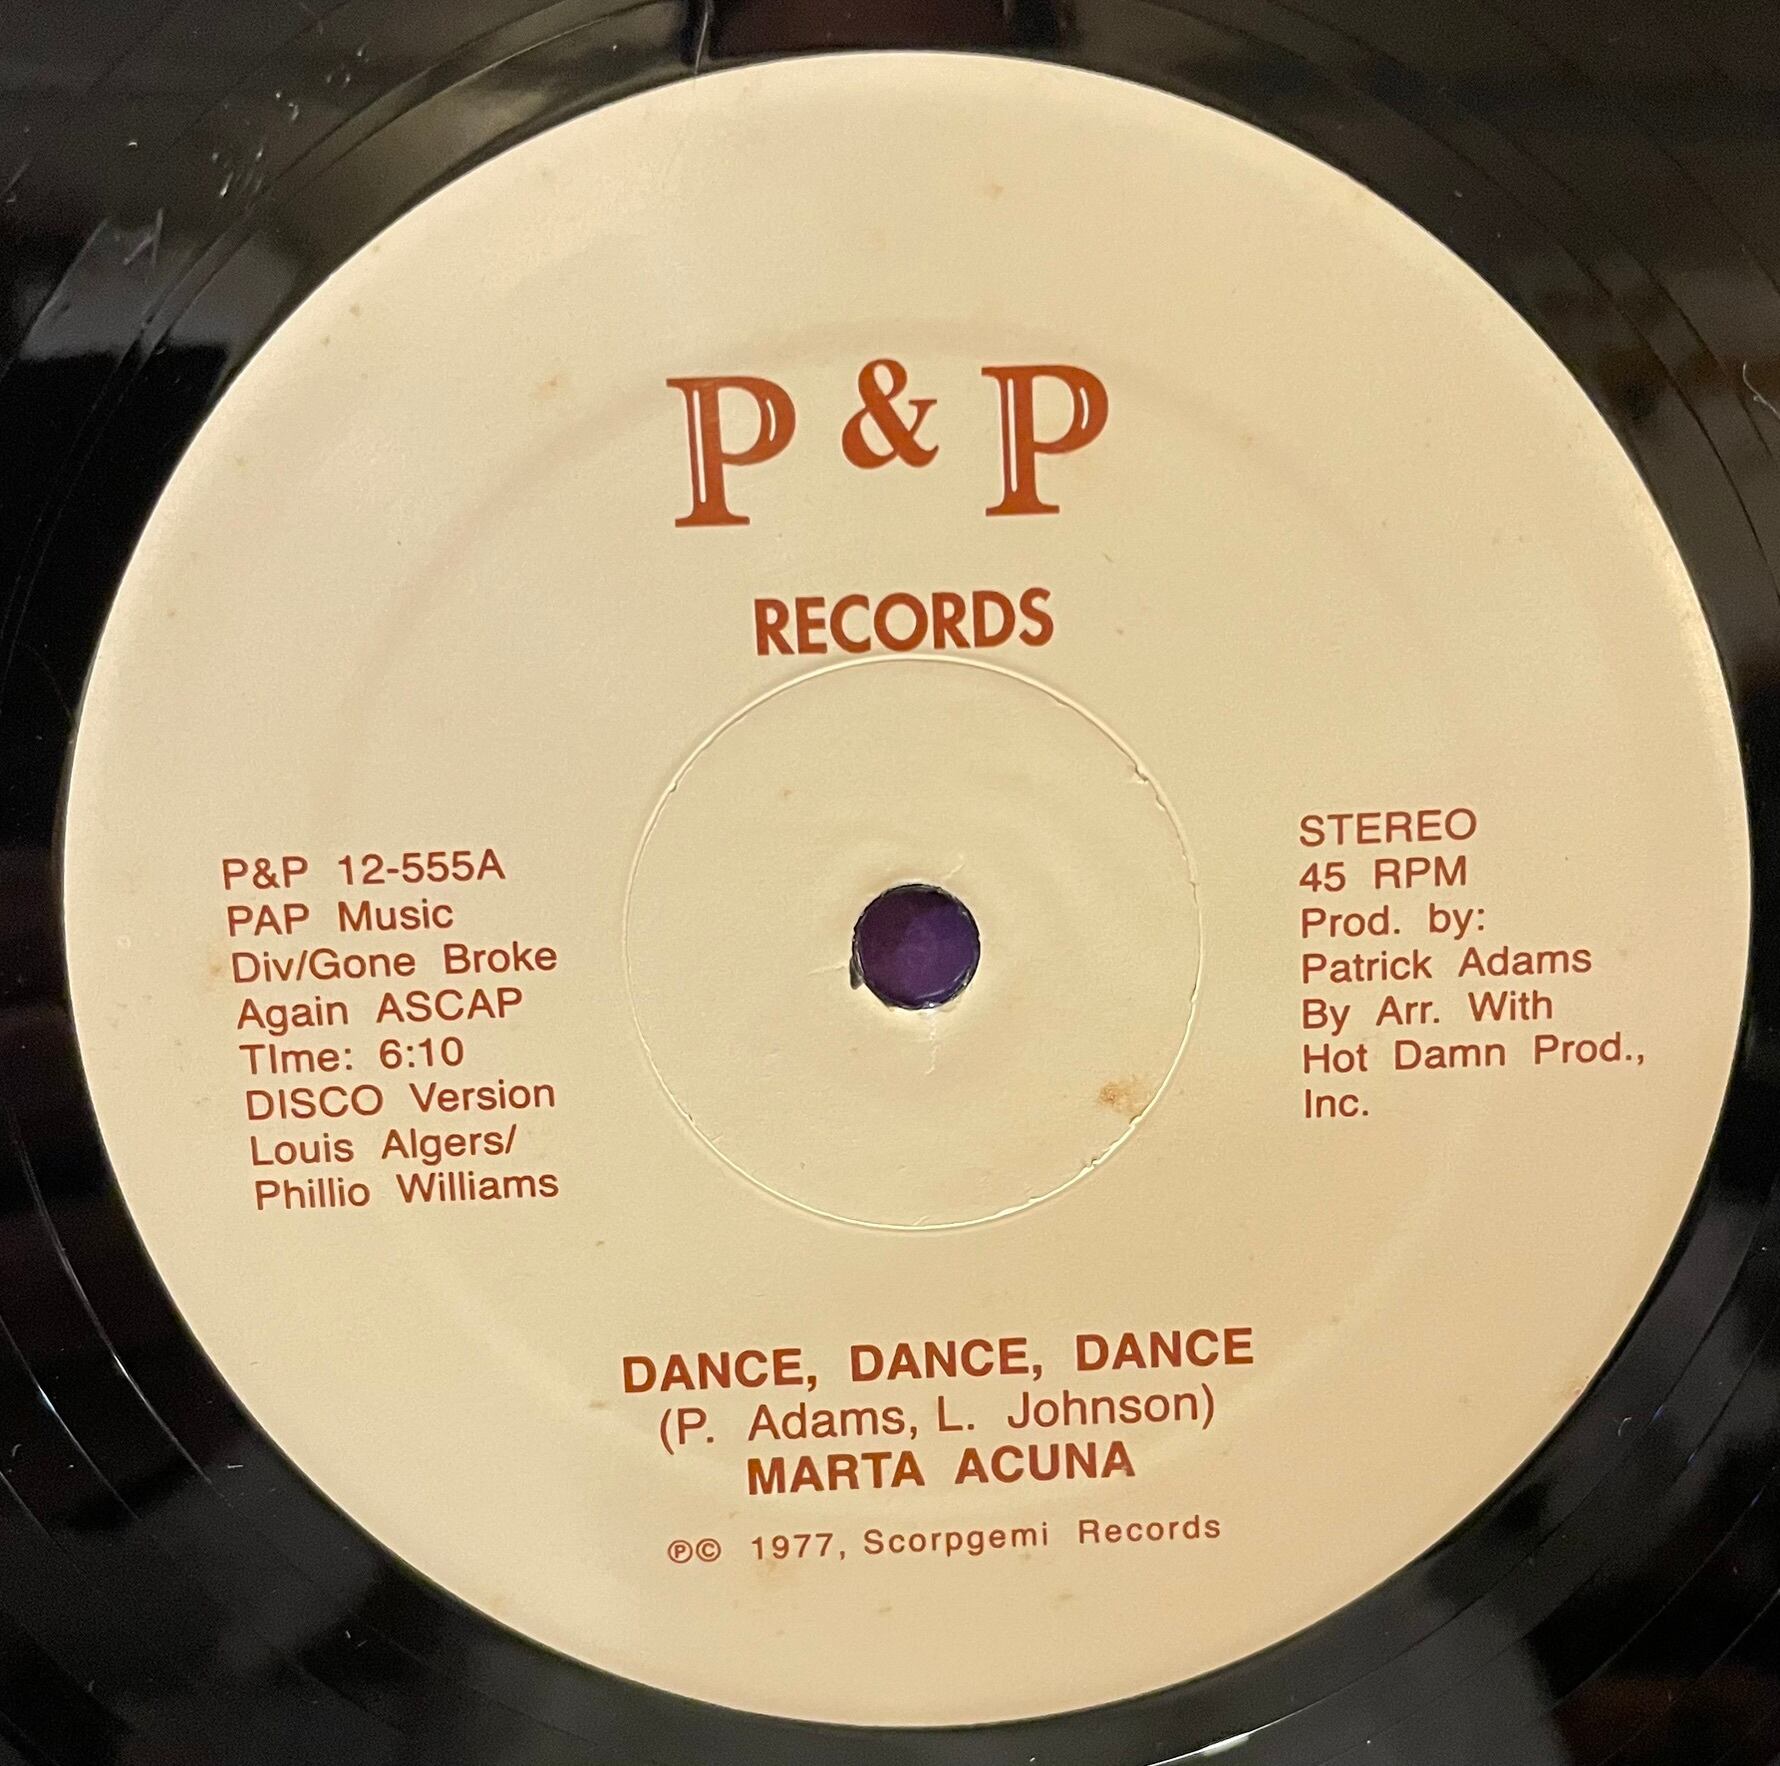 P & P
RECORDS
P&P 12-555A
PAP Music
Div/Gone Broke
Again ASCAP
TIme: 6:10
DISCO Version
Louis Algers/
Phillio Williams
STEREO
45 RPM
Prod. by:
Patrick Adams
By Arr. With
Hot Damn Prod.,
Inc.
DANCE, DANCE, DANCE
(P. Adams, L. Johnson)
MARTA ACUNA
℗© 1977, Scorpgemi Records